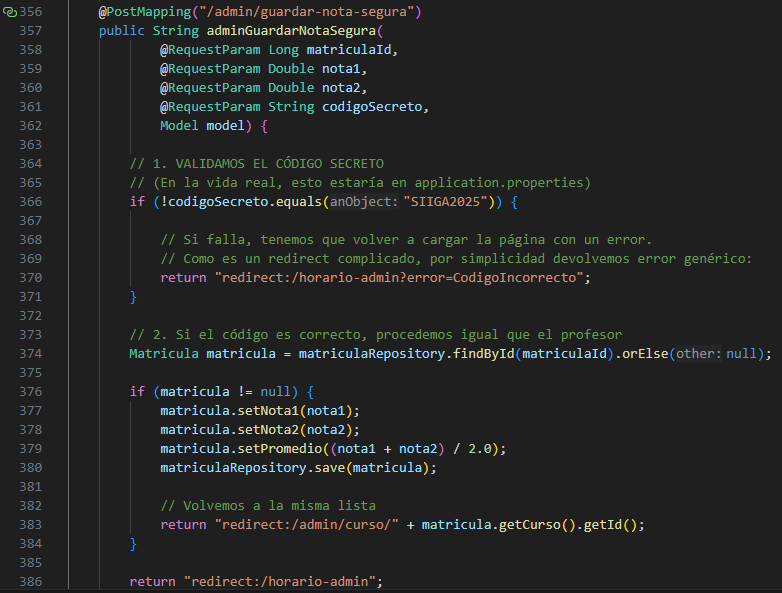 356 @PostMapping("/admin/guardar-nota-segura")
357 public String adminGuardarNotaSegura(
358 @RequestParam Long matriculaId,
359 @RequestParam Double nota1,
360 @RequestParam Double nota2,
361 @RequestParam String codigoSecreto,
362 Model model) {
363
364 // 1. VALIDAMOS EL CÓDIGO SECRETO
365 // (En la vida real, esto estaría en application.properties)
366 if (!codigoSecreto.equals(anObject: "SIIGA2025")) {
367
368 // Si falla, tenemos que volver a cargar la página con un error.
369 // Como es un redirect complicado, por simplicidad devolvemos error genérico:
370 return "redirect:/horario-admin?error=CodigoIncorrecto";
371 }
372
373 // 2. Si el código es correcto, procedemos igual que el profesor
374 Matricula matricula = matriculaRepository.findById(matriculaId).orElse(other: null);
375
376 if (matricula != null) {
377 matricula.setNota1(nota1);
378 matricula.setNota2(nota2);
379 matricula.setPromedio((nota1 + nota2) / 2.0);
380 matriculaRepository.save(matricula);
381
382 // Volvemos a la misma lista
383 return "redirect:/admin/curso/" + matricula.getCurso().getId();
384 }
385
386 return "redirect:/horario-admin";